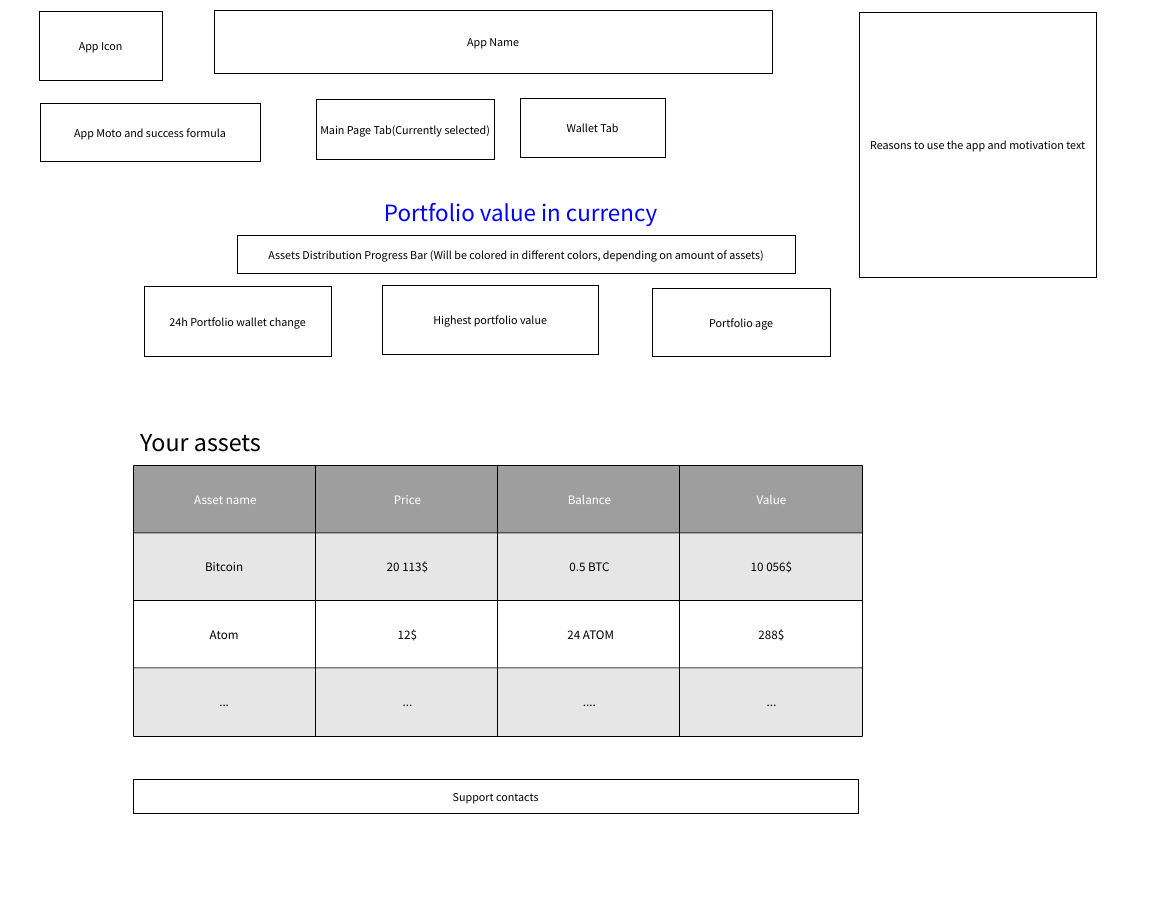 App Icon
App Name
Reasons to use the app and motivation text
App Moto and success formula
Main Page Tab(Currently selected)
Wallet Tab
Portfolio value in currency
Assets Distribution Progress Bar (Will be colored in different colors, depending on amount of assets)
24h Portfolio wallet change
Highest portfolio value
Portfolio age
Your assets
Asset name Price Balance Value
Bitcoin 20 113$ 0.5 BTC 10 056$
Atom 12$ 24 ATOM 288$
... ... .... ...
Support contacts